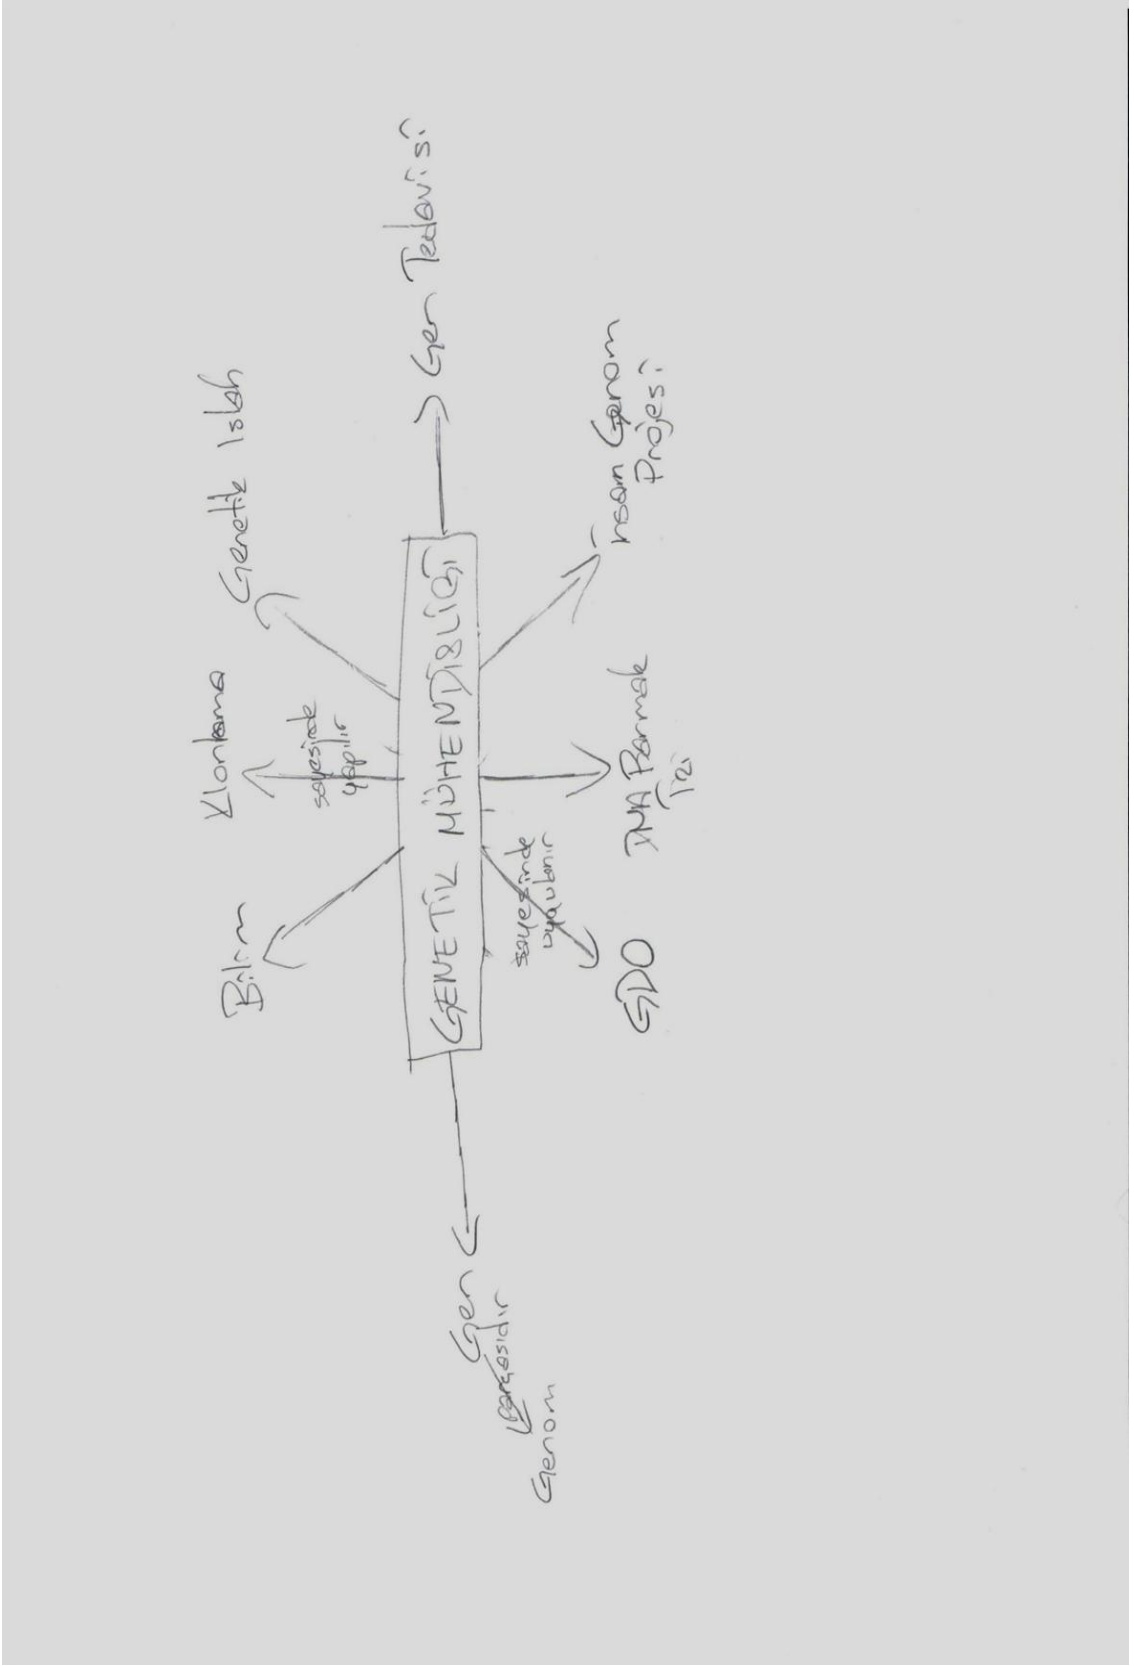 Bilim
Klonlama
Genetik Islah
sayesinde
yapılır
GENETİK MÜHENDİSLİĞİ
Gen Tedavisi
Gen
parçasıdır
Genom
sayesinde
uygulanır
GDO
DNA Parmak
İzi
İnsan Genom
Projesi